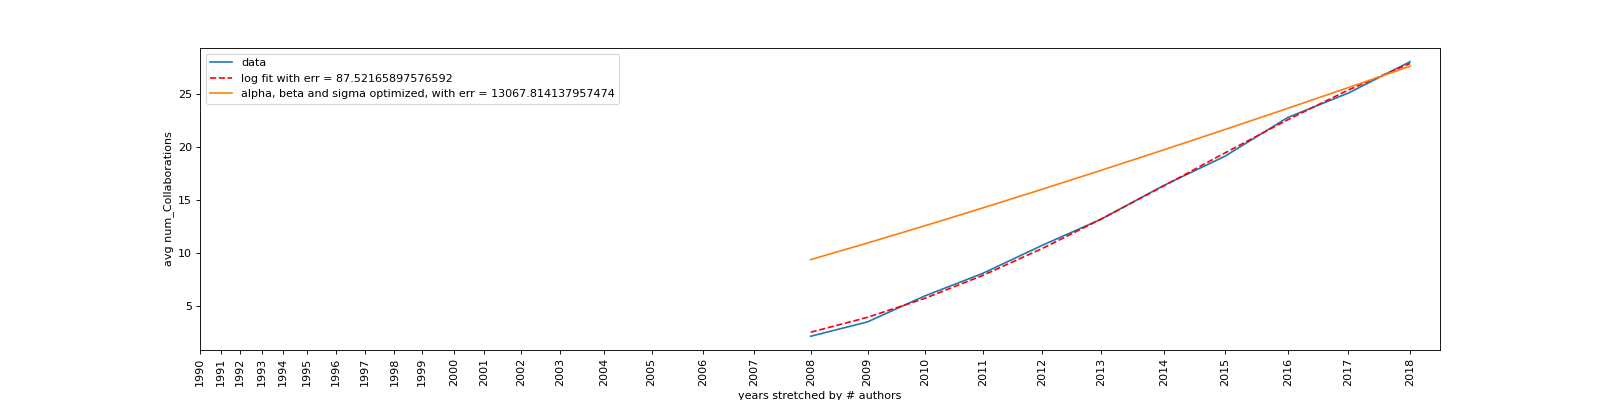 data
log fit with err = 87.52165897576592
alpha, beta and sigma optimized, with err = 13067.814137957474
25
20
15
10
5
avg num_Collaborations
1990 1991 1992 1993 1994 1995 1996 1997 1998 1999 2000 2001 2002 2003 2004 2005 2006 2007 2008 2009 2010 2011 2012 2013 2014 2015 2016 2017 2018
years stretched by # authors